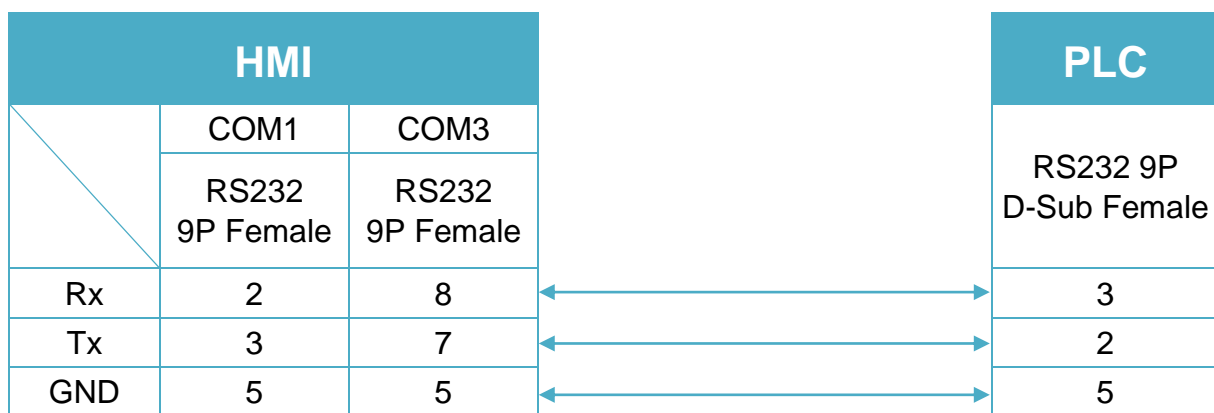 HMI PLC
COM1 COM3
RS232 9P
D-Sub Female
RS232
9P Female
RS232
9P Female
Rx 2 8 3
Tx 3 7 2
GND 5 5 5